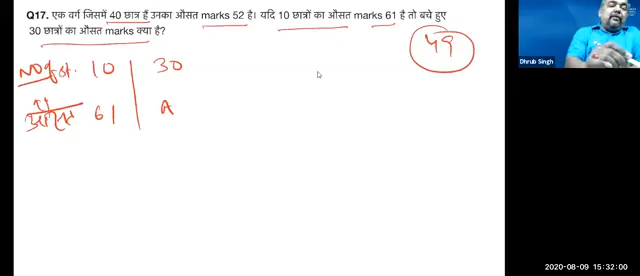 Q17. एक वर्ग जिसमें 40 छात्र हैं उनका औसत marks 52 है। यदि 10 छात्रों का औसत marks 61 है तो बचे हुए
30 छात्रों का औसत marks क्या है?
49
Dhrub Singh
No of st. 10 30
औसत 61 A
2020-08-09 15:32:00